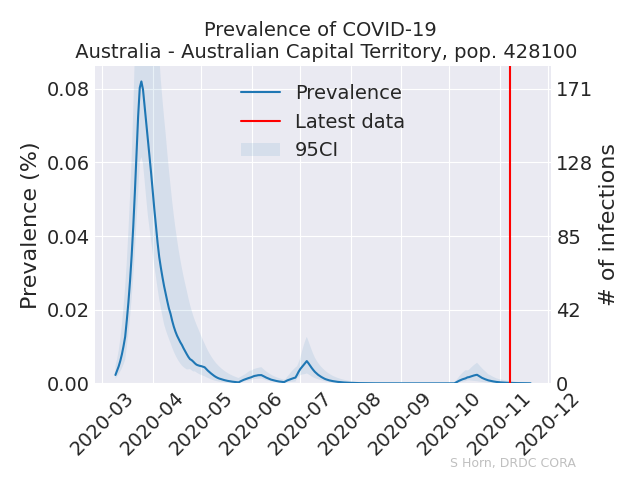 Prevalence of COVID-19
Australia - Australian Capital Territory, pop. 428100
Prevalence
Latest data
95CI
Prevalence (%)
0.08
0.06
0.04
0.02
0.00
171
128
85
42
0
# of infections
2020-03
2020-04
2020-05
2020-06
2020-07
2020-08
2020-09
2020-10
2020-11
2020-12
S Horn, DRDC CORA